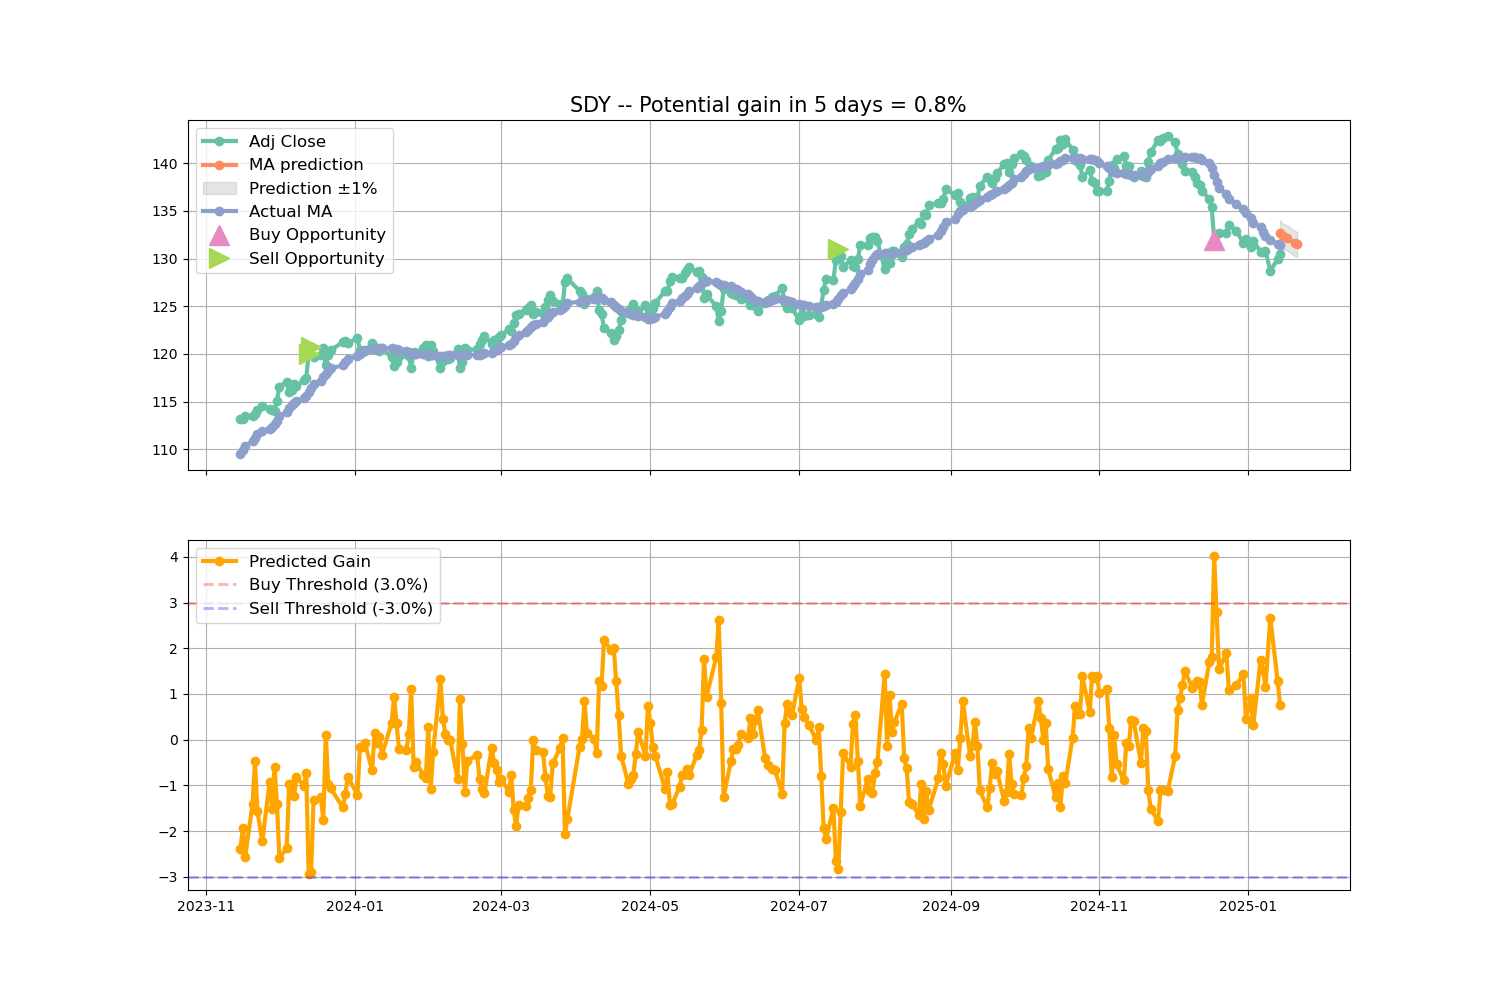 SDY -- Potential gain in 5 days = 0.8%
Adj Close
MA prediction
Prediction ±1%
Actual MA
Buy Opportunity
Sell Opportunity
140
135
130
125
120
115
110
Predicted Gain
Buy Threshold (3.0%)
Sell Threshold (-3.0%)
4
3
2
1
0
−1
−2
−3
2023-11 2024-01 2024-03 2024-05 2024-07 2024-09 2024-11 2025-01